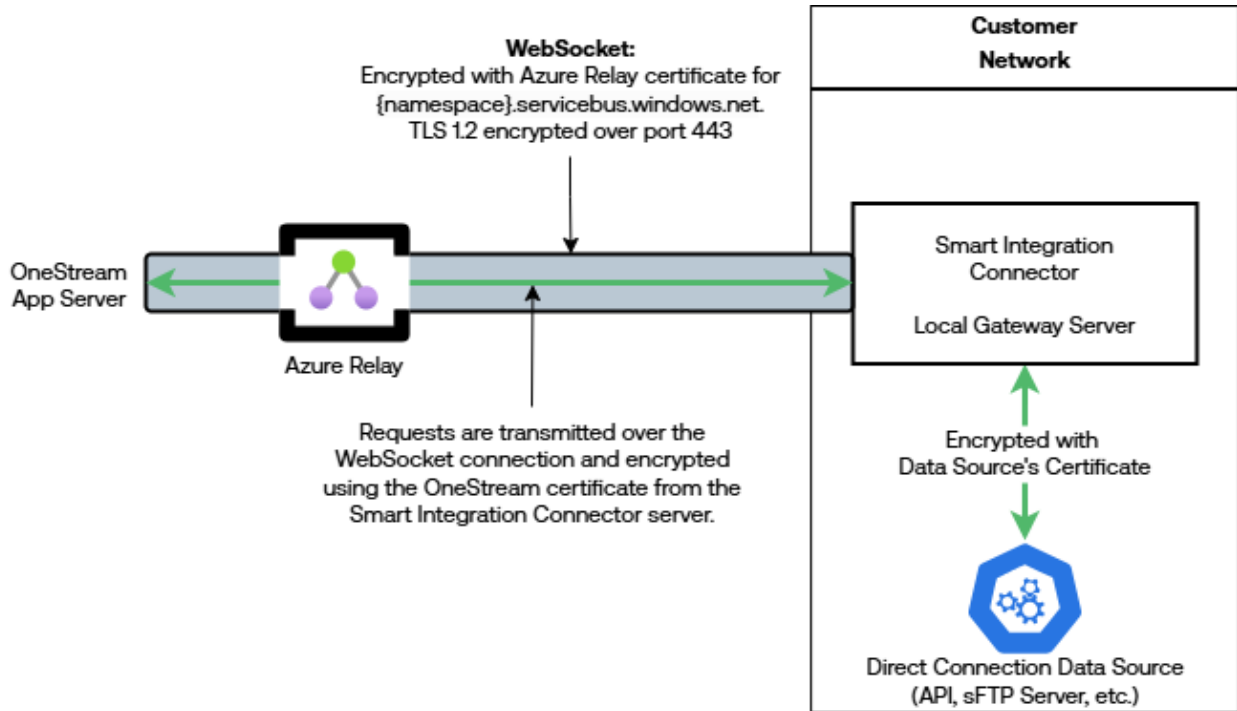 Customer
Network
WebSocket:
Encrypted with Azure Relay certificate for
{namespace}.servicebus.windows.net.
TLS 1.2 encrypted over port 443
OneStream
App Server
Azure Relay
Smart Integration
Connector
Local Gateway Server
Requests are transmitted over the
WebSocket connection and encrypted
using the OneStream certificate from the
Smart Integration Connector server.
Encrypted with
Data Source's Certificate
Direct Connection Data Source
(API, sFTP Server, etc.)